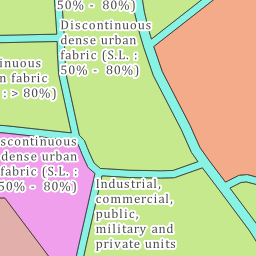 50% - 80%)
Discontinuous
dense urban
fabric (S.L. :
50% - 80%)
inuous
n fabric
: > 80%)
scontinuous
dense urban
fabric (S.L. :
50% - 80%)
Industrial,
commercial,
public,
military and
private units